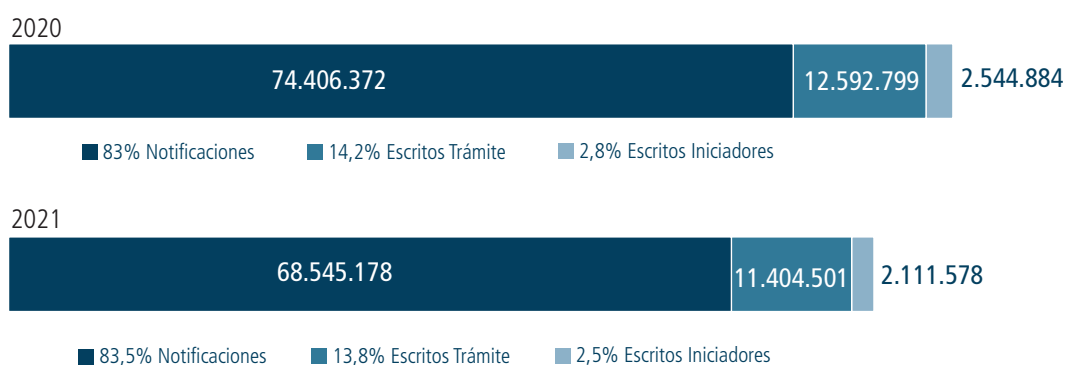 2020
74.406.372 12.592.799 2.544.884
83% Notificaciones 14,2% Escritos Trámite 2,8% Escritos Iniciadores
2021
68.545.178 11.404.501 2.111.578
83,5% Notificaciones 13,8% Escritos Trámite 2,5% Escritos Iniciadores